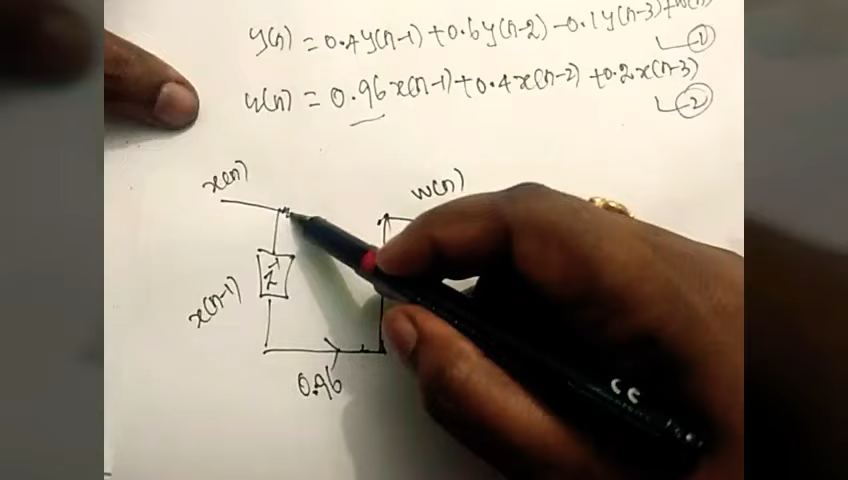 y(n) = 0.4y(n-1) + 0.6y(n-2) - 0.1y(n-3) + w(n)
1
w(n) = 0.96x(n-1) + 0.4x(n-2) + 0.2x(n-3)
2
x(n)
w(n)
z⁻¹
x(n-1)
0.96